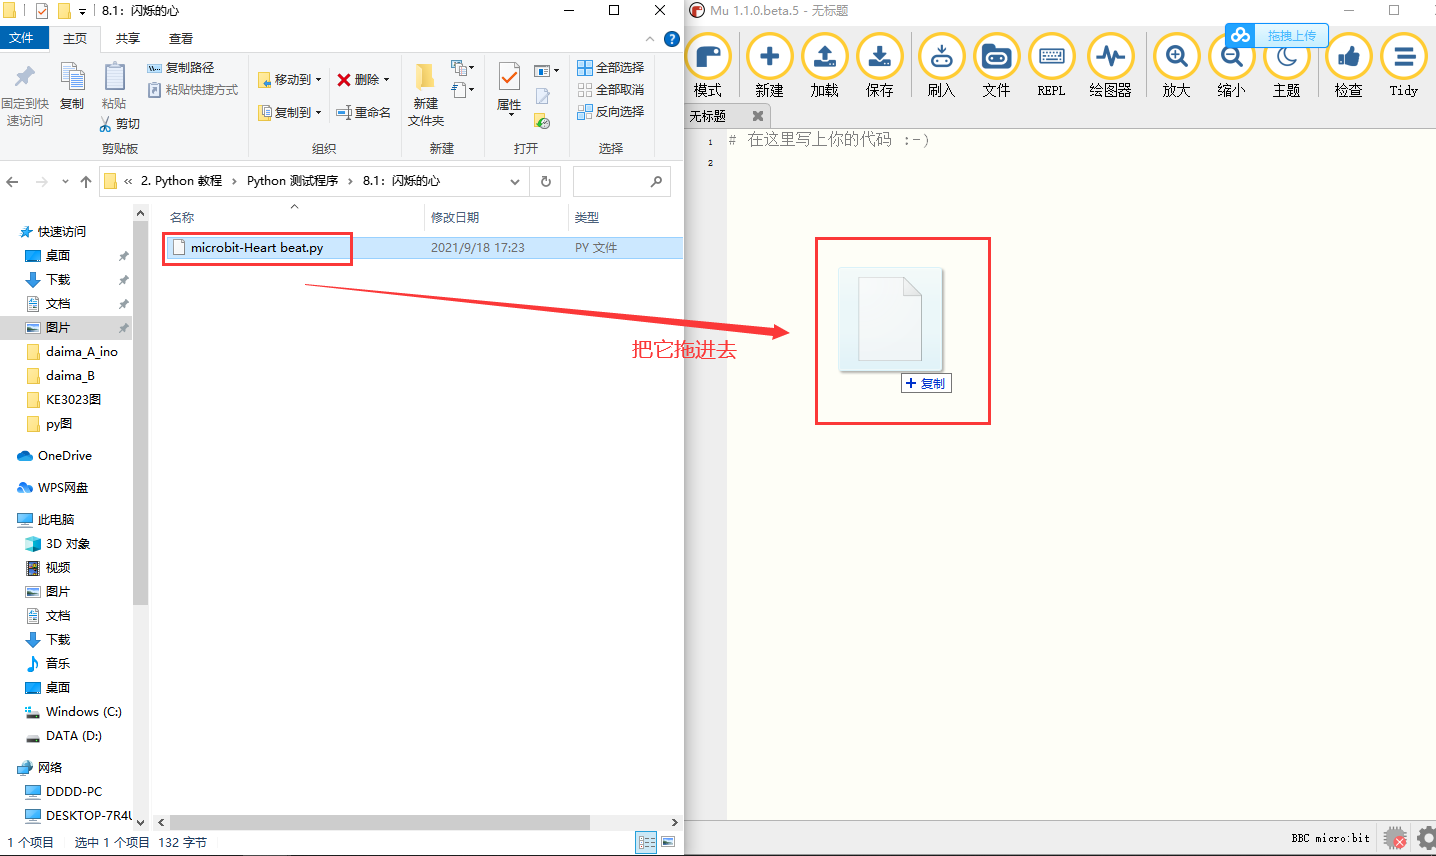 8.1：闪烁的心
文件 主页 共享 查看
固定到快速访问
复制
粘贴
复制路径
粘贴快捷方式
剪切
剪贴板
移动到
复制到
删除
重命名
组织
新建文件夹
新建
属性
打开
全部选择
全部取消
反向选择
选择
« 2. Python 教程 › Python 测试程序 › 8.1：闪烁的心
名称 修改日期 类型
microbit-Heart beat.py 2021/9/18 17:23 PY 文件
快速访问
桌面
下载
文档
图片
daima_A_ino
daima_B
KE3023图
py图
OneDrive
WPS网盘
此电脑
3D 对象
视频
图片
文档
下载
音乐
桌面
Windows (C:)
DATA (D:)
网络
DDDD-PC
DESKTOP-7R4U
1 个项目 选中 1 个项目 132 字节
把它拖进去
Mu 1.1.0.beta.5 - 无标题
拖拽上传
模式 新建 加载 保存 刷入 文件 REPL 绘图器 放大 缩小 主题 检查 Tidy
无标题
1 # 在这里写上你的代码 :-)
2
+ 复制
BBC micro:bit